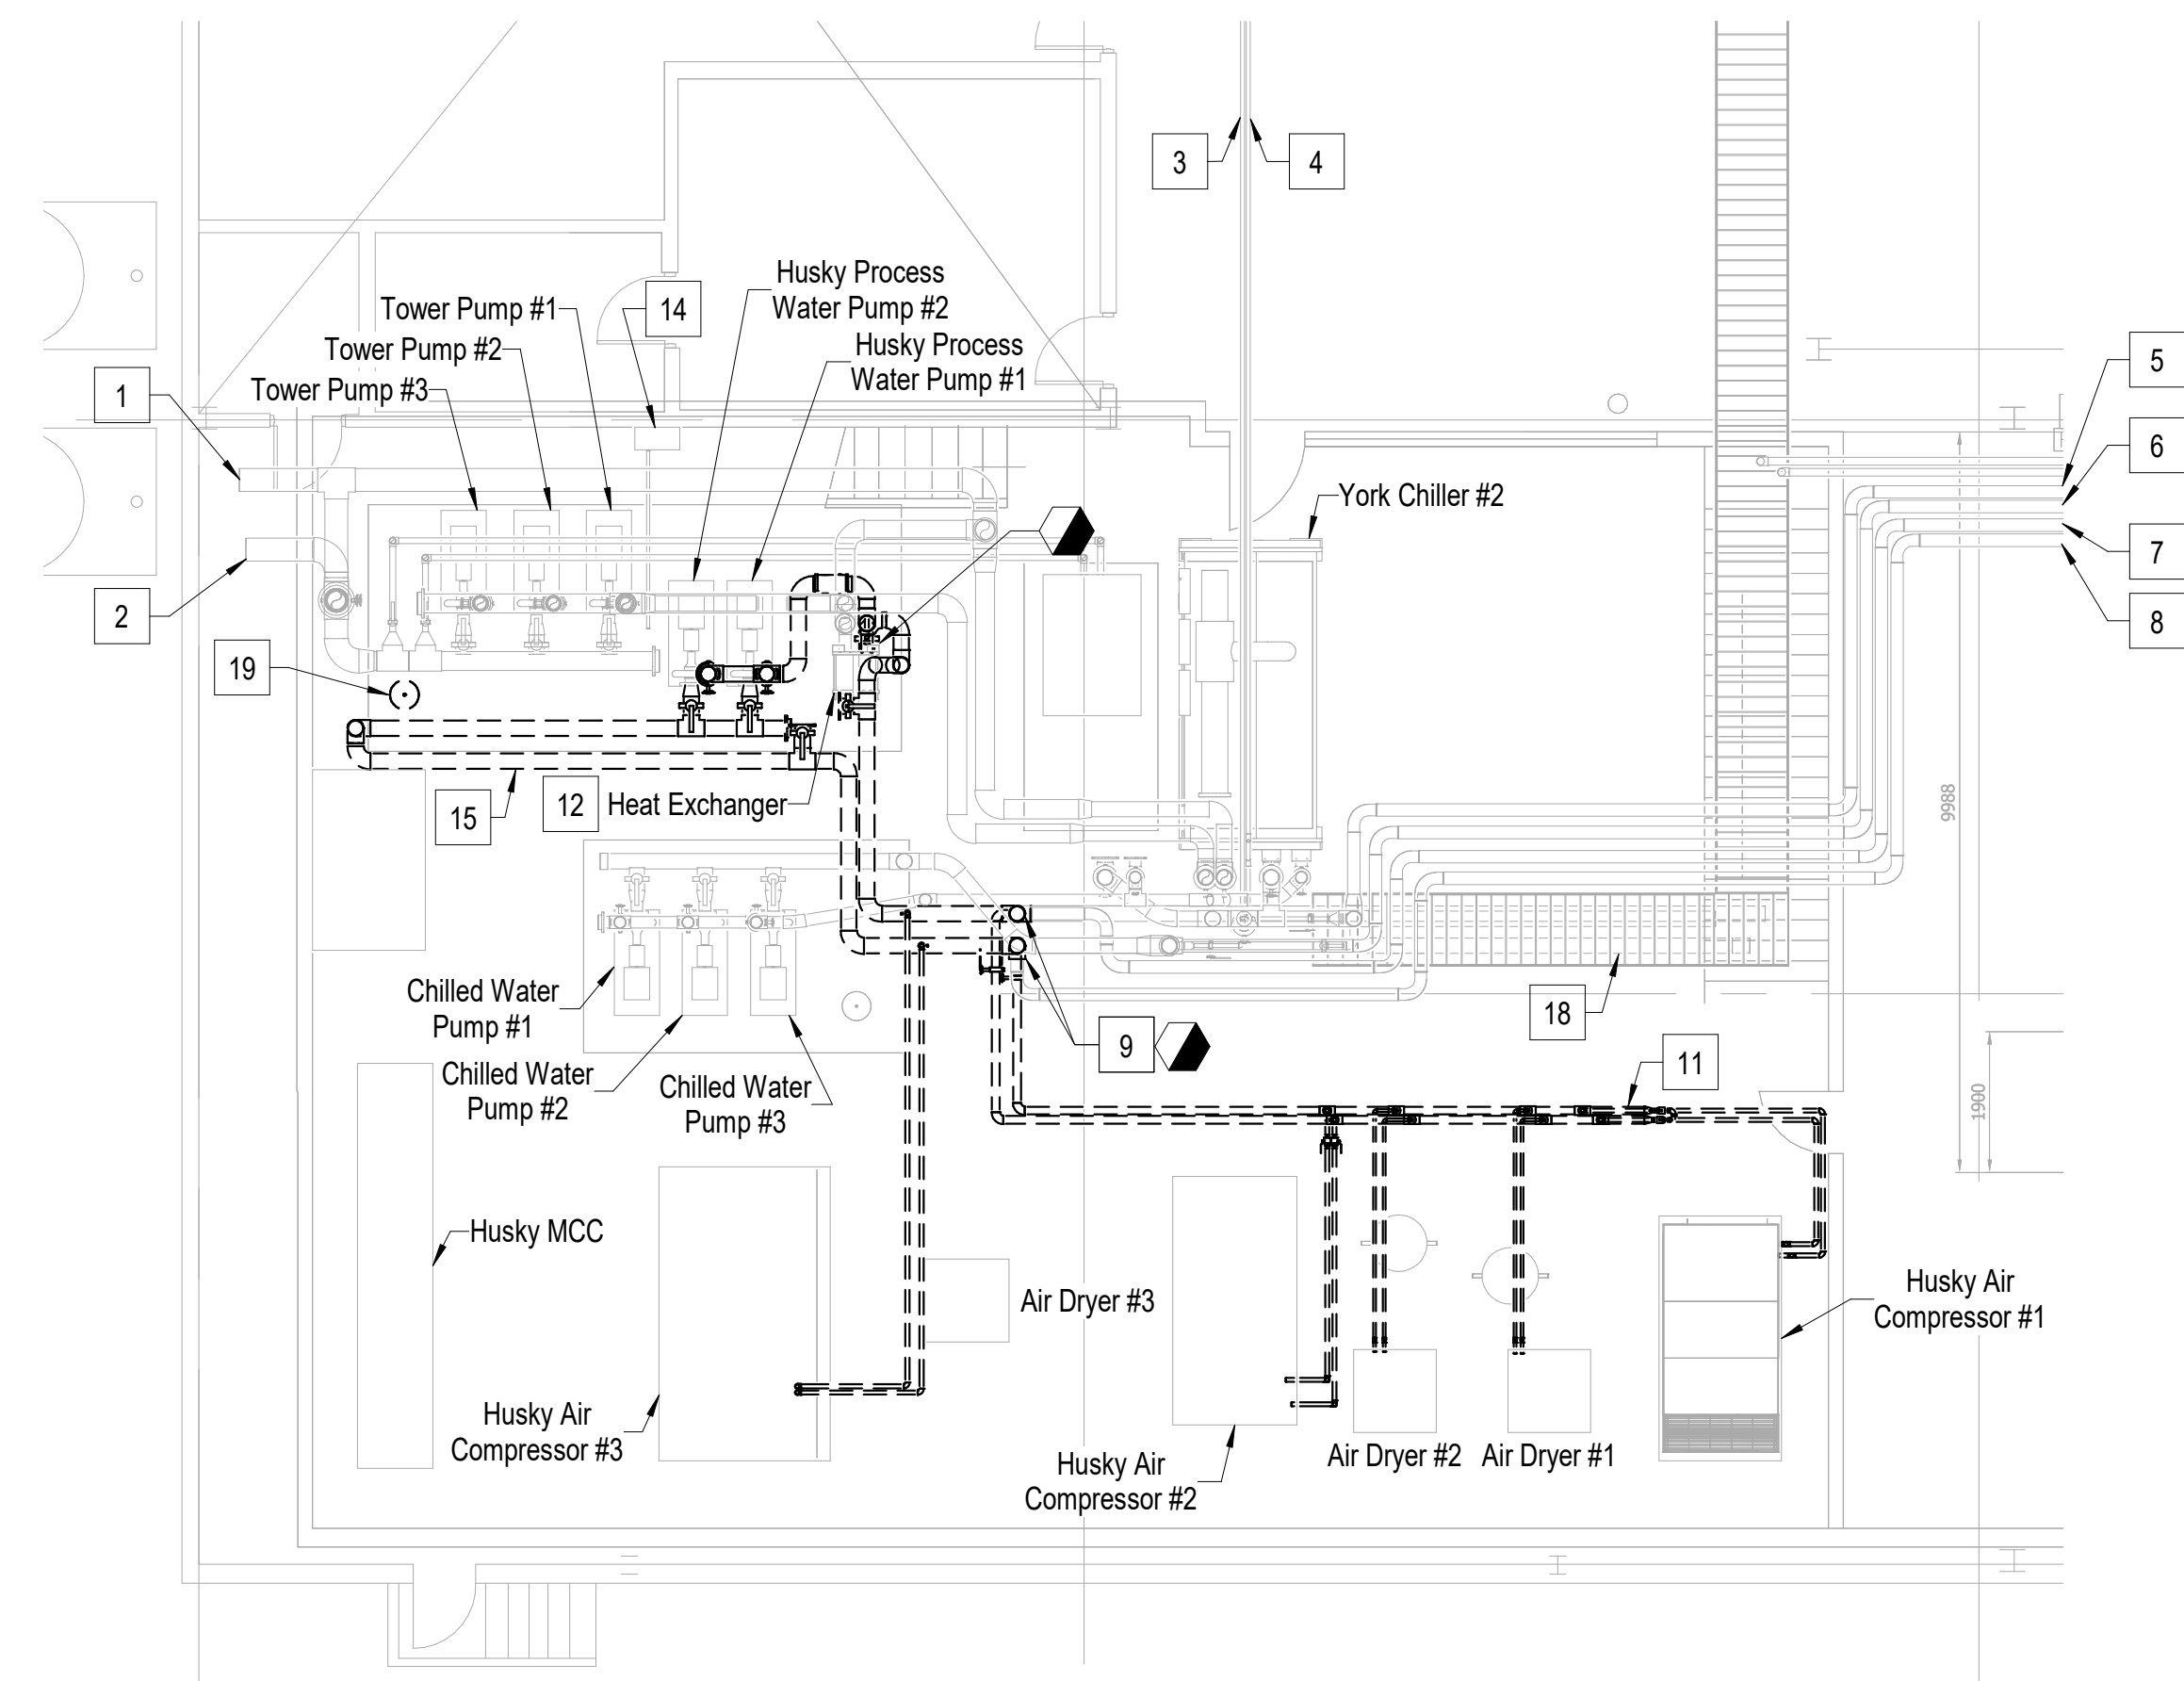 3
4
Husky Process
Water Pump #2
14
Tower Pump #1
Husky Process
Water Pump #1
Tower Pump #2
5
Tower Pump #3
1
6
York Chiller #2
7
2
8
19
12
Heat Exchanger
15
9988
Chilled Water
Pump #1
18
9
11
Chilled Water
Pump #2
Chilled Water
Pump #3
1900
Husky MCC
Air Dryer #3
Husky Air
Compressor #1
Husky Air
Compressor #3
Husky Air
Compressor #2
Air Dryer #2
Air Dryer #1